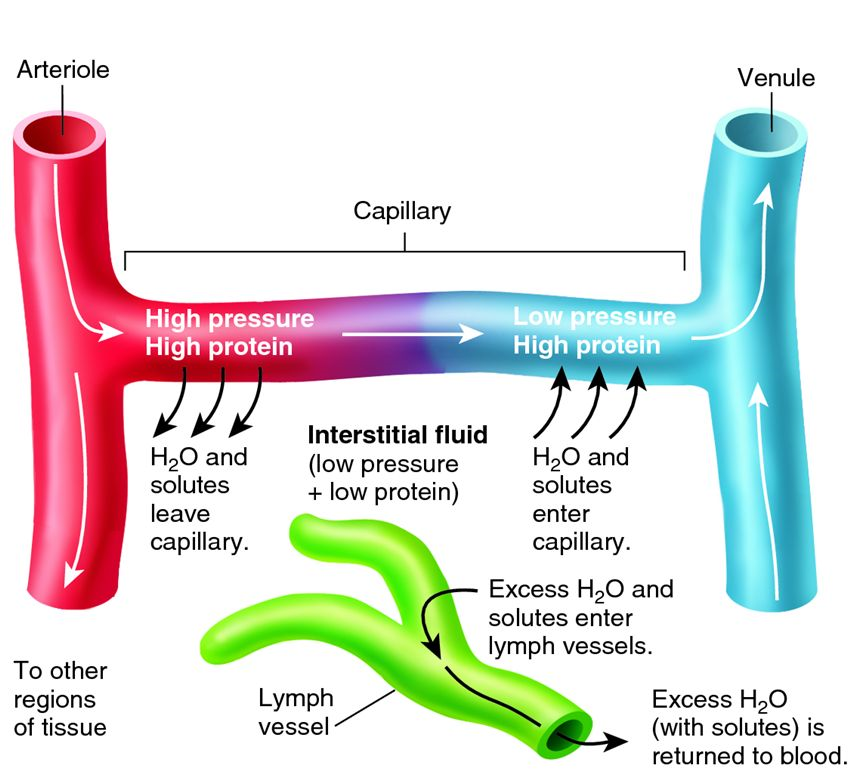 Arteriole
Venule
Capillary
High pressure
High protein
Low pressure
High protein
H₂O and
solutes
leave
capillary.
Interstitial fluid
(low pressure
+ low protein)
H₂O and
solutes
enter
capillary.
Excess H₂O and
solutes enter
lymph vessels.
To other
regions
of tissue
Lymph
vessel
Excess H₂O
(with solutes) is
returned to blood.